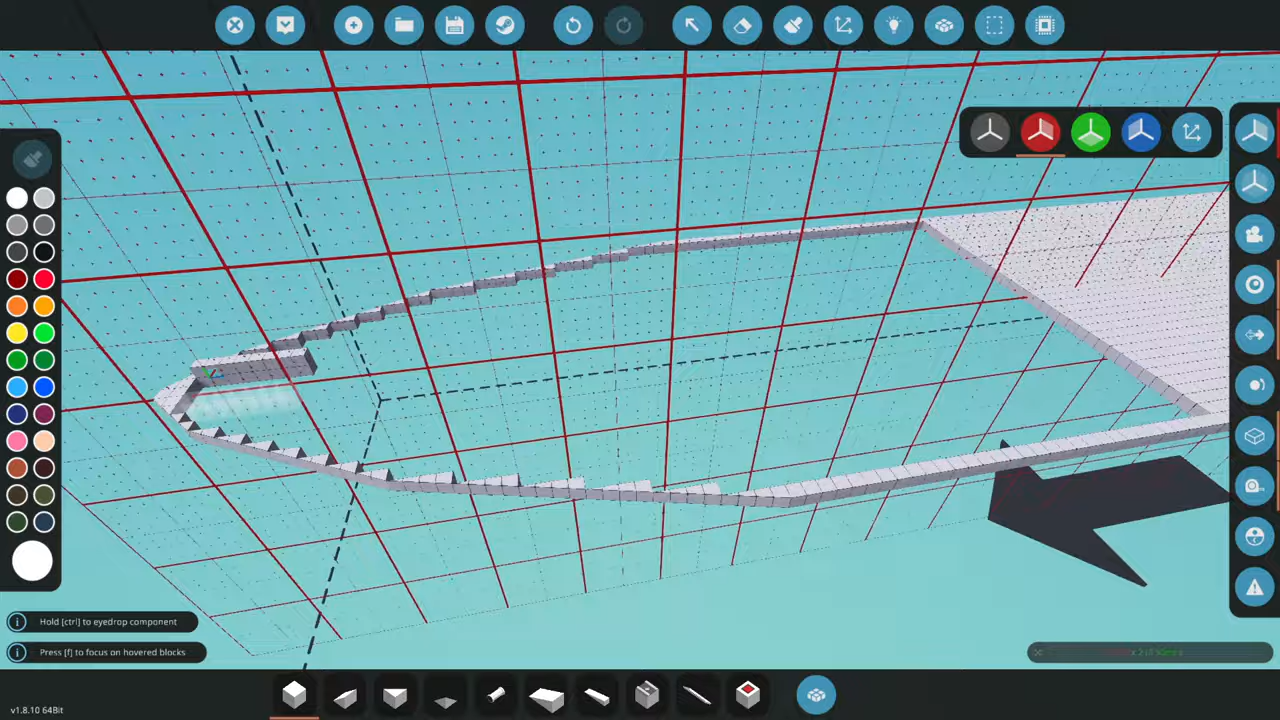 Hold [ctrl] to eyedrop component
Press [f] to focus on hovered blocks
v1.8.10 64Bit